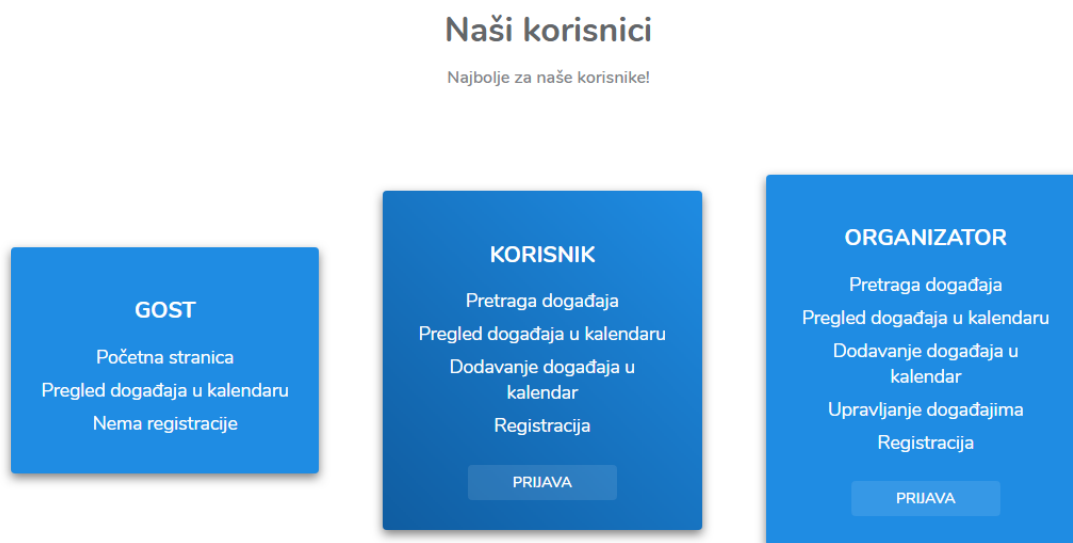 Naši korisnici
Najbolje za naše korisnike!
GOST
Početna stranica
Pregled događaja u kalendaru
Nema registracije
KORISNIK
Pretraga događaja
Pregled događaja u kalendaru
Dodavanje događaja u
kalendar
Registracija
PRIJAVA
ORGANIZATOR
Pretraga događaja
Pregled događaja u kalendaru
Dodavanje događaja u
kalendar
Upravljanje događajima
Registracija
PRIJAVA